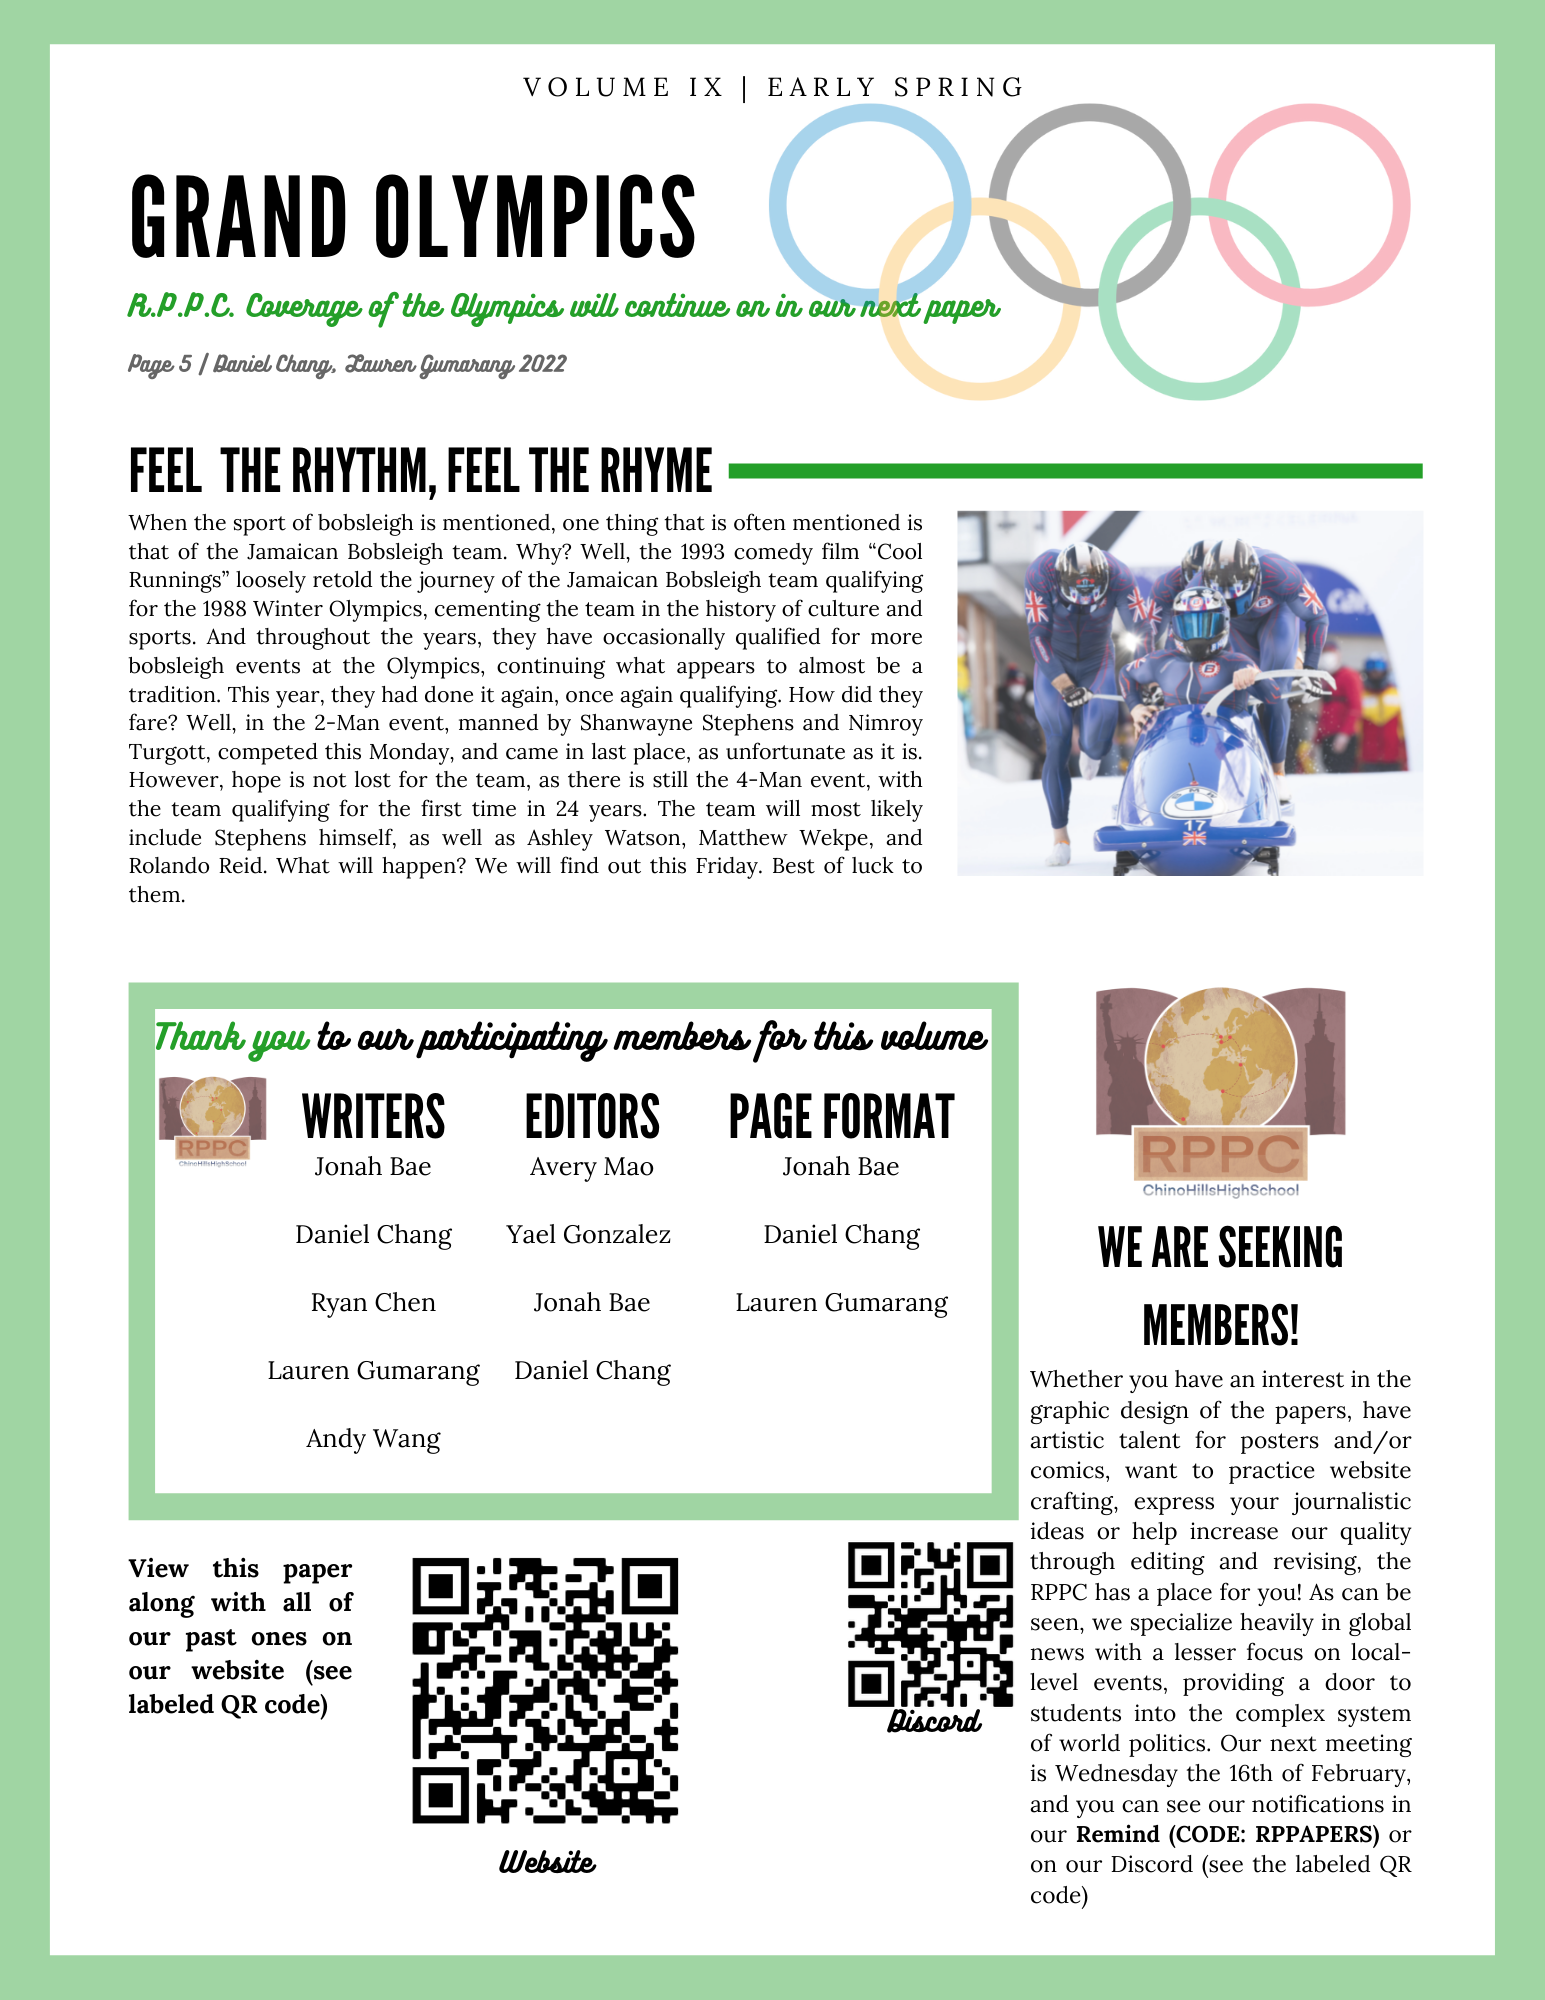 VOLUME IX | EARLY SPRING
GRAND OLYMPICS
R.P.P.C. Coverage of the Olympics will continue on in our next paper
Page 5 / Daniel Chang, Lauren Gumarang 2022
FEEL THE RHYTHM, FEEL THE RHYME
When the sport of bobsleigh is mentioned, one thing that is often mentioned is
that of the Jamaican Bobsleigh team. Why? Well, the 1993 comedy film “Cool
Runnings” loosely retold the journey of the Jamaican Bobsleigh team qualifying
for the 1988 Winter Olympics, cementing the team in the history of culture and
sports. And throughout the years, they have occasionally qualified for more
bobsleigh events at the Olympics, continuing what appears to almost be a
tradition. This year, they had done it again, once again qualifying. How did they
fare? Well, in the 2-Man event, manned by Shanwayne Stephens and Nimroy
Turgott, competed this Monday, and came in last place, as unfortunate as it is.
However, hope is not lost for the team, as there is still the 4-Man event, with
the team qualifying for the first time in 24 years. The team will most likely
include Stephens himself, as well as Ashley Watson, Matthew Wekpe, and
Rolando Reid. What will happen? We will find out this Friday. Best of luck to
them.
BMW
17
Thank you to our participating members for this volume
RPPC
ChinoHillsHighSchool
WRITERS
Jonah Bae
Daniel Chang
Ryan Chen
Lauren Gumarang
Andy Wang
EDITORS
Avery Mao
Yael Gonzalez
Jonah Bae
Daniel Chang
PAGE FORMAT
Jonah Bae
Daniel Chang
Lauren Gumarang
View this paper
along with all of
our past ones on
our website (see
labeled QR code)
Website
Discord
RPPC
ChinoHillsHighSchool
WE ARE SEEKING
MEMBERS!
Whether you have an interest in the
graphic design of the papers, have
artistic talent for posters and/or
comics, want to practice website
crafting, express your journalistic
ideas or help increase our quality
through editing and revising, the
RPPC has a place for you! As can be
seen, we specialize heavily in global
news with a lesser focus on local-
level events, providing a door to
students into the complex system
of world politics. Our next meeting
is Wednesday the 16th of February,
and you can see our notifications in
our Remind (CODE: RPPAPERS) or
on our Discord (see the labeled QR
code)